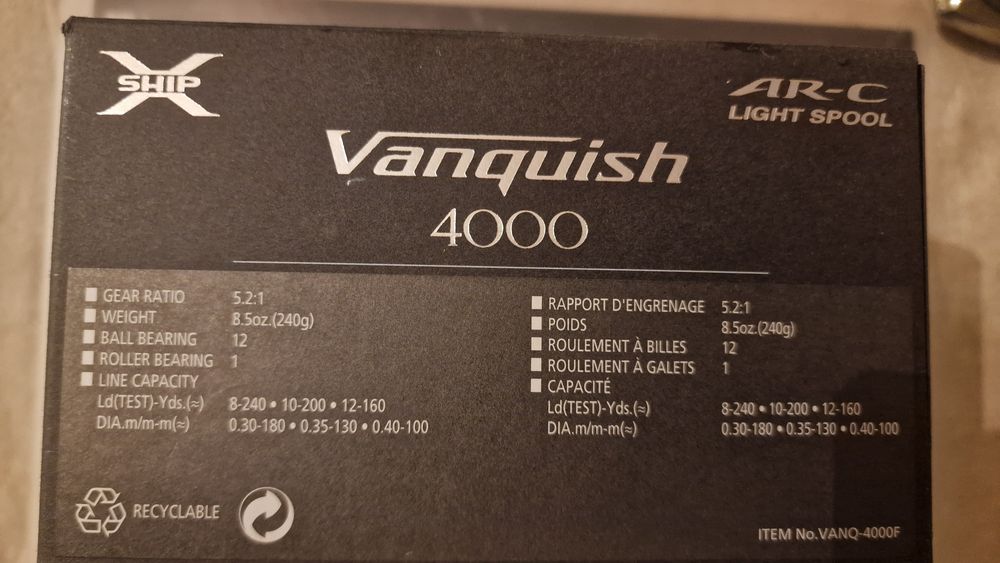 X SHIP
AR-C
LIGHT SPOOL
Vanquish
4000
GEAR RATIO 5.2:1
WEIGHT 8.5oz.(240g)
BALL BEARING 12
ROLLER BEARING 1
LINE CAPACITY
Ld(TEST)-Yds.(≈) 8-240 • 10-200 • 12-160
DIA.m/m-m(≈) 0.30-180 • 0.35-130 • 0.40-100
RAPPORT D'ENGRENAGE 5.2:1
POIDS 8.5oz.(240g)
ROULEMENT À BILLES 12
ROULEMENT À GALETS 1
CAPACITÉ
Ld(TEST)-Yds.(≈) 8-240 • 10-200 • 12-160
DIA.m/m-m(≈) 0.30-180 • 0.35-130 • 0.40-100
RECYCLABLE
ITEM No.VANQ-4000F